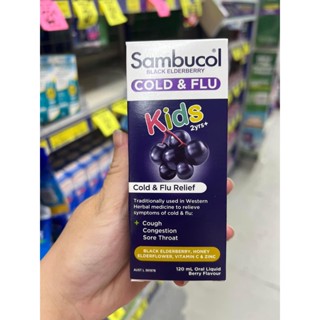 Sambucol®
BLACK ELDERBERRY
COLD & FLU
Kids
2yrs+
Cold & Flu Relief
Traditionally used in Western
Herbal medicine to relieve
symptoms of cold & flu:
+ Cough
Congestion
Sore Throat
BLACK ELDERBERRY, HONEY
ELDERFLOWER, VITAMIN C & ZINC
120 mL Oral Liquid
Berry Flavour